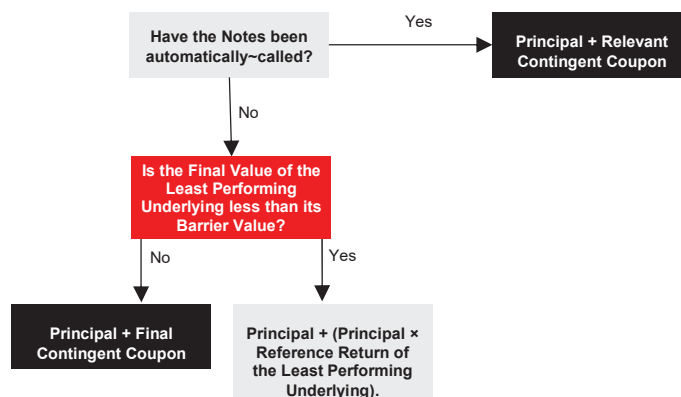 Have the Notes been
automatically~called?
Yes
Principal + Relevant
Contingent Coupon
No
Is the Final Value of the
Least Performing
Underlying less than its
Barrier Value?
No
Yes
Principal + Final
Contingent Coupon
Principal + (Principal ×
Reference Return of
the Least Performing
Underlying).